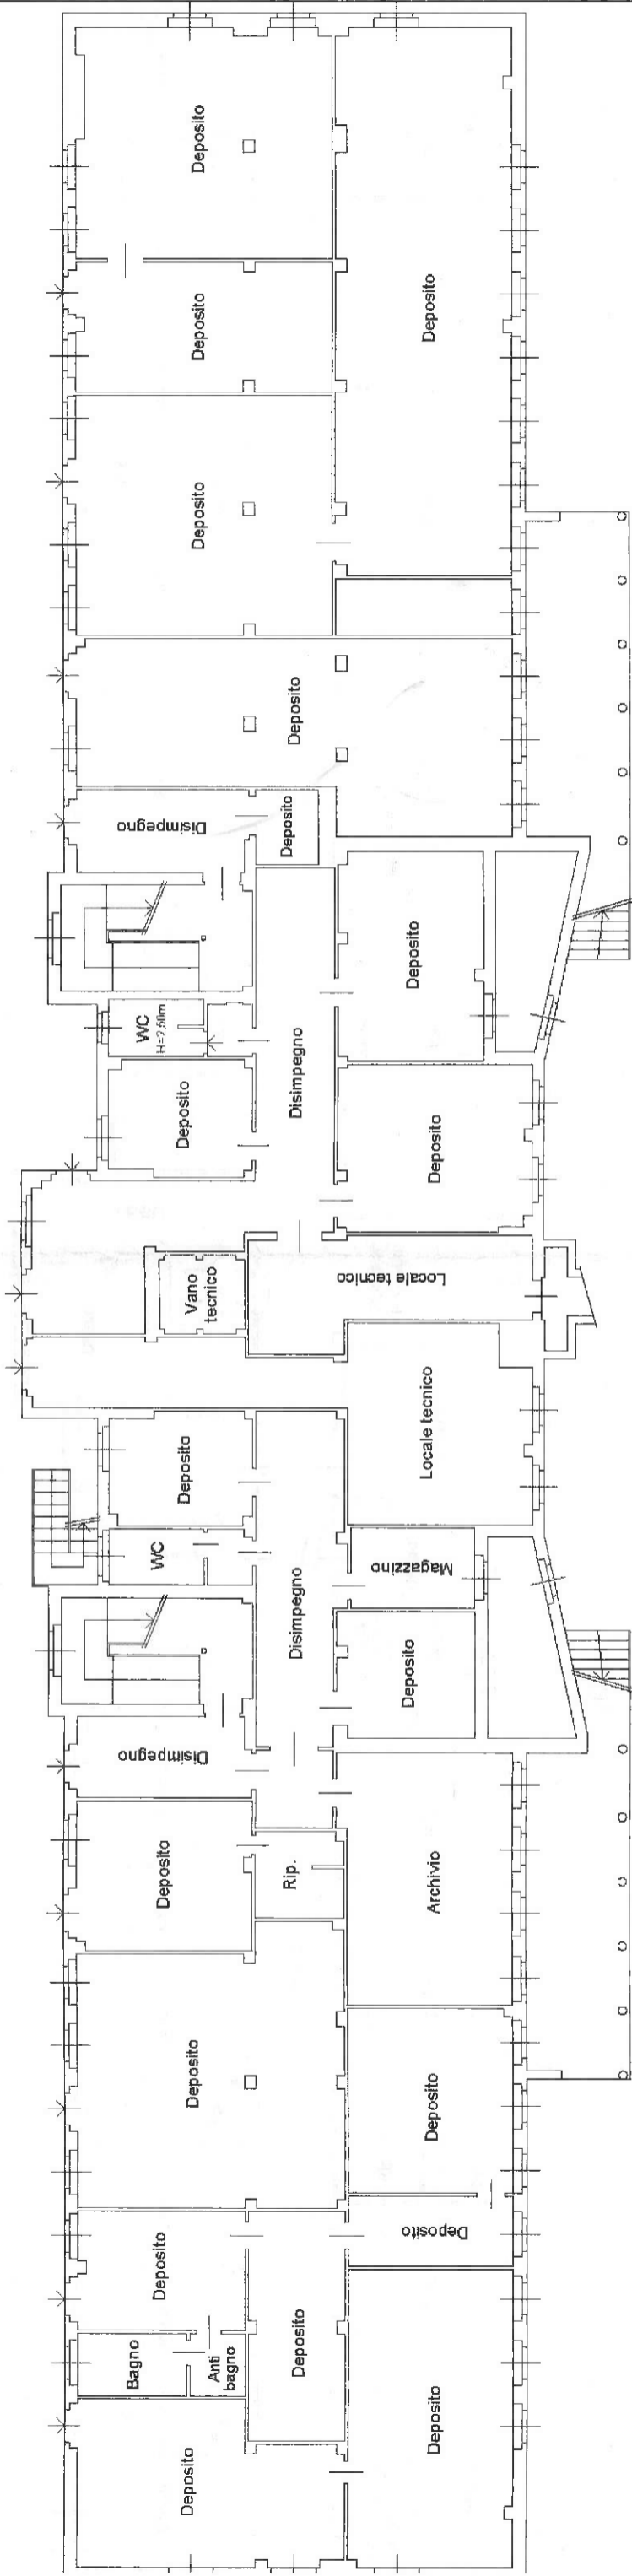 Deposito
Deposito
Deposito
Deposito
Deposito
Disimpegno
Deposito
Deposito
WC
H=2.50m
Disimpegno
Deposito
Deposito
Vano
tecnico
Locale tecnico
Locale tecnico
Deposito
WC
Magazzino
Disimpegno
Deposito
Disimpegno
Deposito
Rip.
Archivio
Deposito
Deposito
Deposito
Deposito
Bagno
Anti
bagno
Deposito
Deposito
Deposito